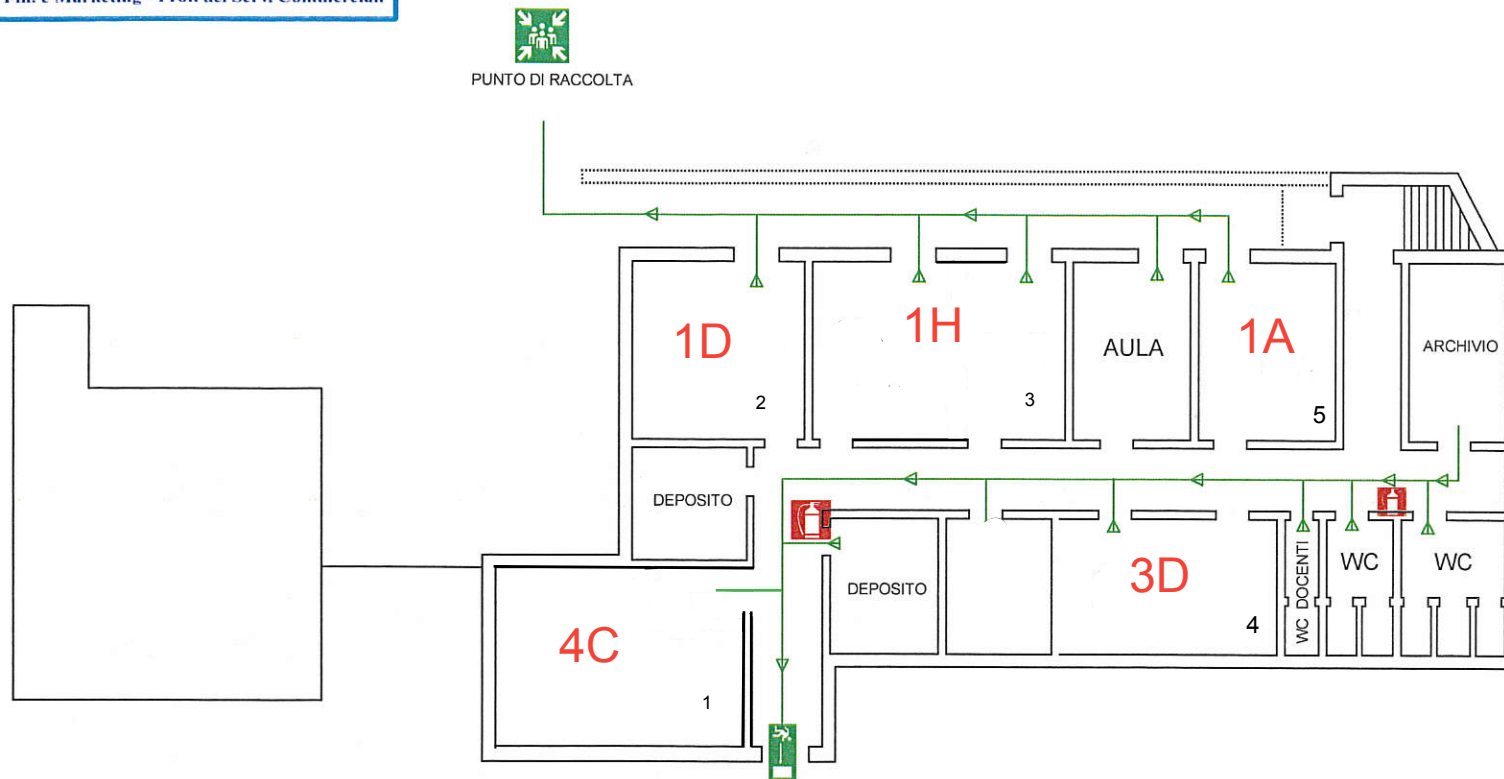 PUNTO DI RACCOLTA
1D
1H
AULA
1A
ARCHIVIO
2
3
5
DEPOSITO
DEPOSITO
3D
WC DOCENTI
WC
WC
4C
4
1